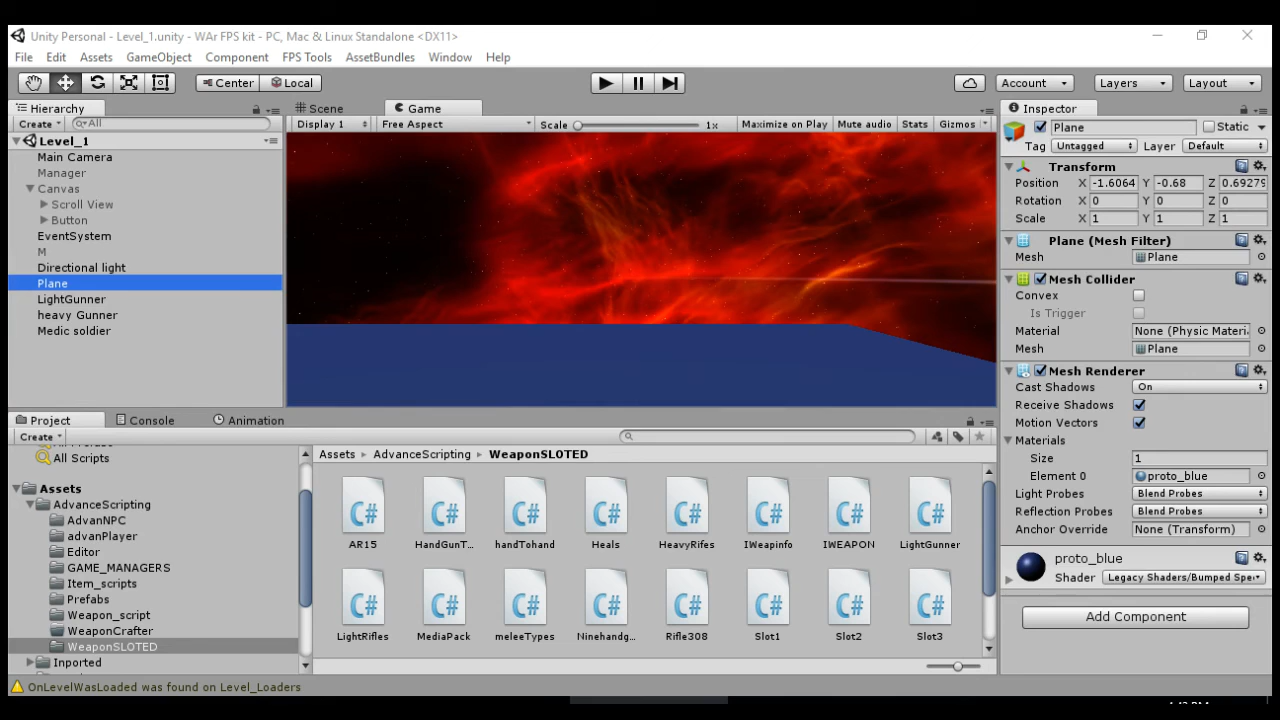 Unity Personal - Level_1.unity - WAr FPS kit - PC, Mac & Linux Standalone <DX11>
File Edit Assets GameObject Component FPS Tools AssetBundles Window Help
Center Local Account Layers Layout
Hierarchy
Create All
Level_1
Main Camera
Manager
Canvas
Scroll View
Button
EventSystem
M
Directional light
Plane
LightGunner
heavy Gunner
Medic soldier
Scene Game
Display 1 Free Aspect Scale 1x Maximize on Play Mute audio Stats Gizmos
Inspector
Plane Static
Tag Untagged Layer Default
Transform
Position X -1.6064 Y -0.68 Z 0.69279
Rotation X 0 Y 0 Z 0
Scale X 1 Y 1 Z 1
Plane (Mesh Filter)
Mesh Plane
Mesh Collider
Convex
Is Trigger
Material None (Physic Materi
Mesh Plane
Mesh Renderer
Cast Shadows On
Receive Shadows
Motion Vectors
Materials
Size 1
Element 0 proto_blue
Light Probes Blend Probes
Reflection Probes Blend Probes
Anchor Override None (Transform)
proto_blue
Shader Legacy Shaders/Bumped Spe
Add Component
Project Console Animation
Create
All Scripts
Assets
AdvanceScripting
AdvanNPC
advanPlayer
Editor
GAME_MANAGERS
Item_scripts
Prefabs
Weapon_script
WeaponCrafter
WeaponSLOTED
Inported
Assets AdvanceScripting WeaponSLOTED
C# C# C# C# C# C# C# C#
AR15 HandGunT... handTohand Heals HeavyRifes IWeapinfo IWEAPON LightGunner
C# C# C# C# C# C# C# C#
LightRifles MediaPack meleeTypes Ninehandg... Rifle308 Slot1 Slot2 Slot3
OnLevelWasLoaded was found on Level_Loaders